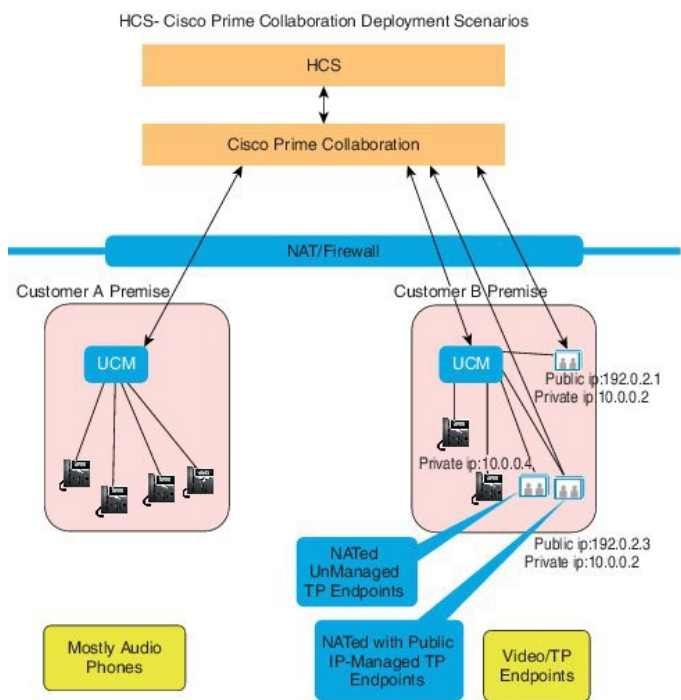 HCS- Cisco Prime Collaboration Deployment Scenarios
HCS
Cisco Prime Collaboration
NAT/Firewall
Customer A Premise
Customer B Premise
UCM
UCM
Public ip:192.0.2.1
Private ip:10.0.0.2
Private ip:10.0.0.4
Public ip:192.0.2.3
Private ip:10.0.0.2
NATed
UnManaged
TP Endpoints
Mostly Audio
Phones
NATed with Public
IP-Managed TP
Endpoints
Video/TP
Endpoints